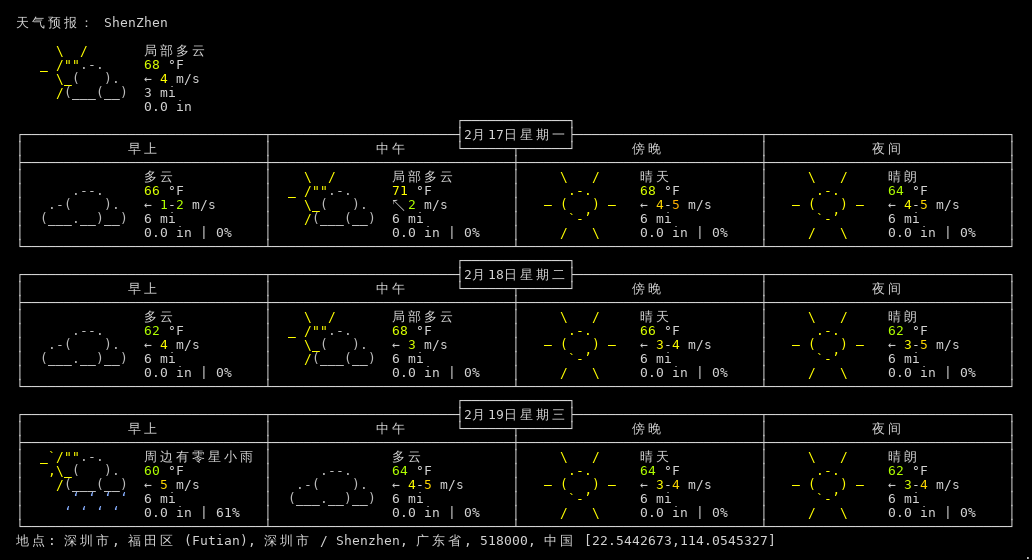 天气预报: ShenZhen
局部多云
68 °F
← 4 m/s
3 mi
0.0 in
2月17日星期一
早上 中午 傍晚 夜间
多云 局部多云 晴天 晴朗
66 °F 71 °F 68 °F 64 °F
← 1-2 m/s ↖ 2 m/s ← 4-5 m/s ← 4-5 m/s
6 mi 6 mi 6 mi 6 mi
0.0 in | 0% 0.0 in | 0% 0.0 in | 0% 0.0 in | 0%
2月18日星期二
早上 中午 傍晚 夜间
多云 局部多云 晴天 晴朗
62 °F 68 °F 66 °F 62 °F
← 4 m/s ← 3 m/s ← 3-4 m/s ← 3-5 m/s
6 mi 6 mi 6 mi 6 mi
0.0 in | 0% 0.0 in | 0% 0.0 in | 0% 0.0 in | 0%
2月19日星期三
早上 中午 傍晚 夜间
周边有零星小雨 多云 晴天 晴朗
60 °F 64 °F 64 °F 62 °F
← 5 m/s ← 4-5 m/s ← 3-4 m/s ← 3-4 m/s
6 mi 6 mi 6 mi 6 mi
0.0 in | 61% 0.0 in | 0% 0.0 in | 0% 0.0 in | 0%
地点: 深圳市, 福田区 (Futian), 深圳市 / Shenzhen, 广东省, 518000, 中国 [22.5442673,114.0545327]